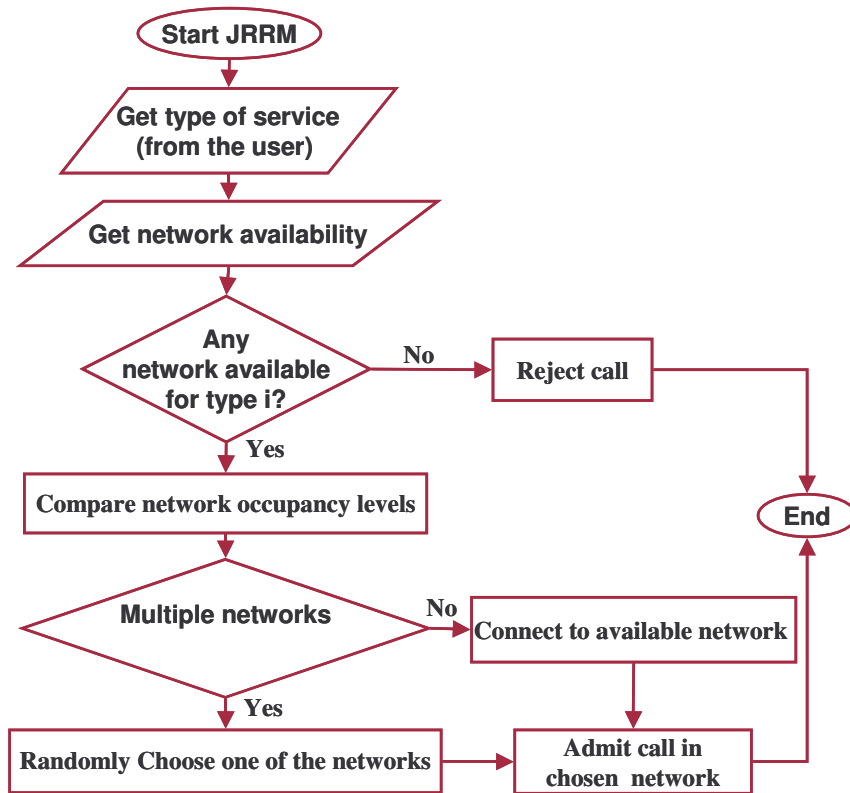 Start JRRM
Get type of service
(from the user)
Get network availability
Any
network available
for type i?
No
Reject call
Yes
Compare network occupancy levels
End
Multiple networks
No
Connect to available network
Yes
Randomly Choose one of the networks
Admit call in
chosen network